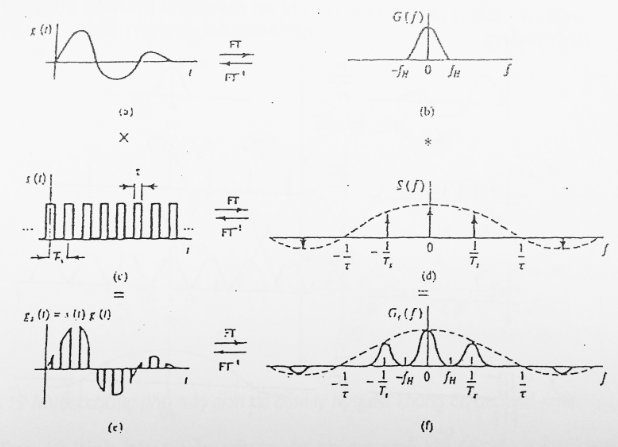 g(t)
t
FT
FT⁻¹
G(f)
-f_H 0 f_H f
(a)
(b)
×
*
s(t)
τ
... ...
T_s
t
FT
FT⁻¹
S(f)
-1/τ -1/T_s 0 1/T_s 1/τ f
(c)
(d)
=
=
g_s(t) = s(t) g(t)
t
FT
FT⁻¹
G_s(f)
-1/τ -1/T_s -f_H 0 f_H 1/T_s 1/τ f
(e)
(f)